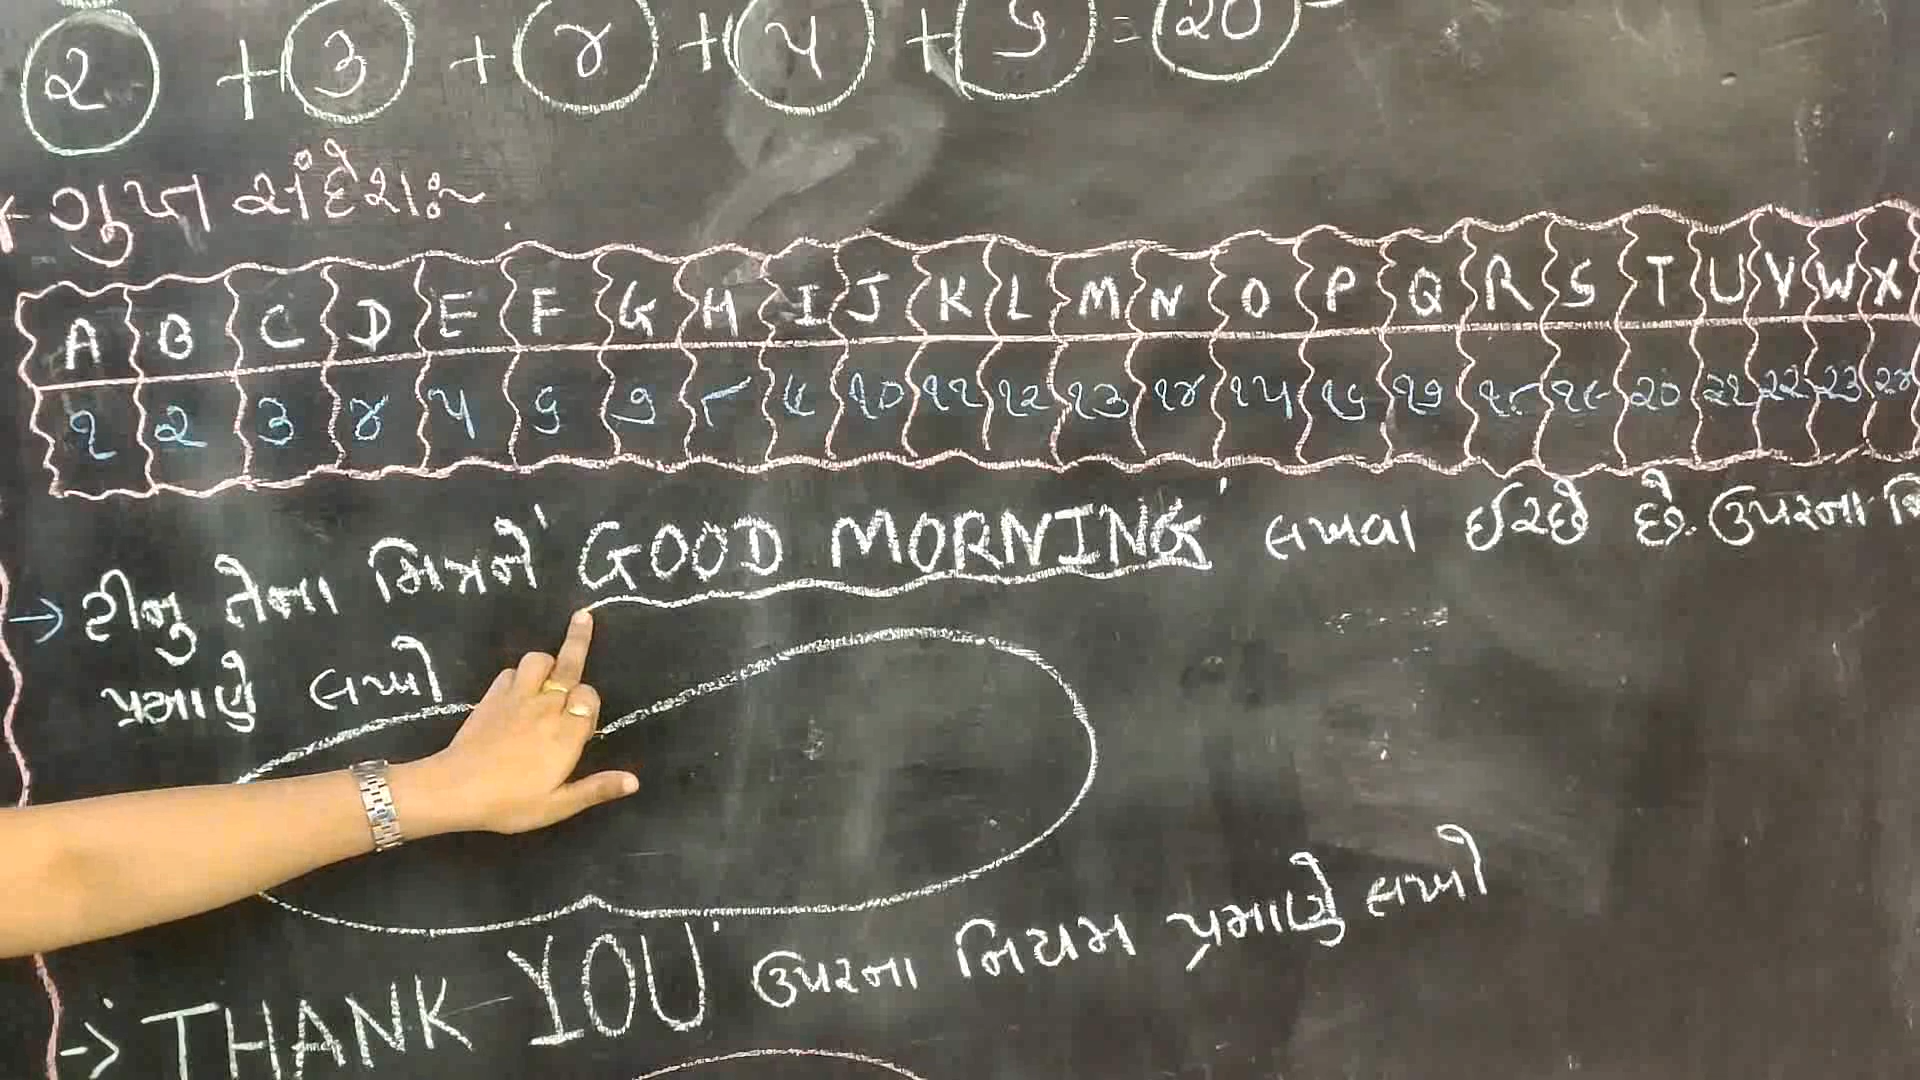 ૨ + ૩ + ૪ + ૫ + ૬ = ૨૦
ગુપ્ત સંદેશ:~
A B C D E F G H I J K L M N O P Q R S T U V W X
૧ ૨ ૩ ૪ ૫ ૬ ૭ ૮ ૯ ૧૦ ૧૧ ૧૨ ૧૩ ૧૪ ૧૫ ૧૬ ૧૭ ૧૮ ૧૯ ૨૦ ૨૧ ૨૨ ૨૩ ૨૪
→ ટીનુ તેના મિત્રને 'GOOD MORNING' લખવા ઈચ્છે છે. ઉપરના
પ્રમાણે લખો
→ 'THANK YOU' ઉપરના નિયમ પ્રમાણે લખો